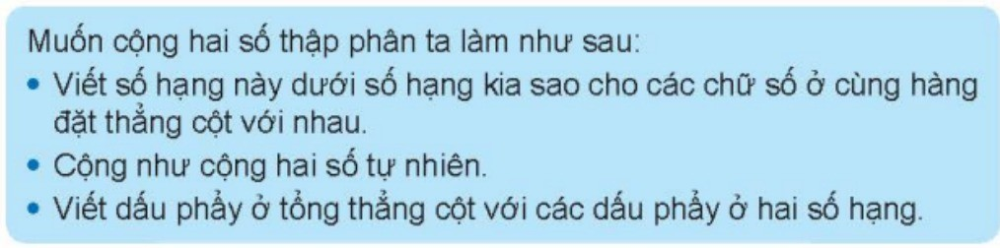 Muốn cộng hai số thập phân ta làm như sau:
• Viết số hạng này dưới số hạng kia sao cho các chữ số ở cùng hàng
đặt thẳng cột với nhau.
• Cộng như cộng hai số tự nhiên.
• Viết dấu phẩy ở tổng thẳng cột với các dấu phẩy ở hai số hạng.